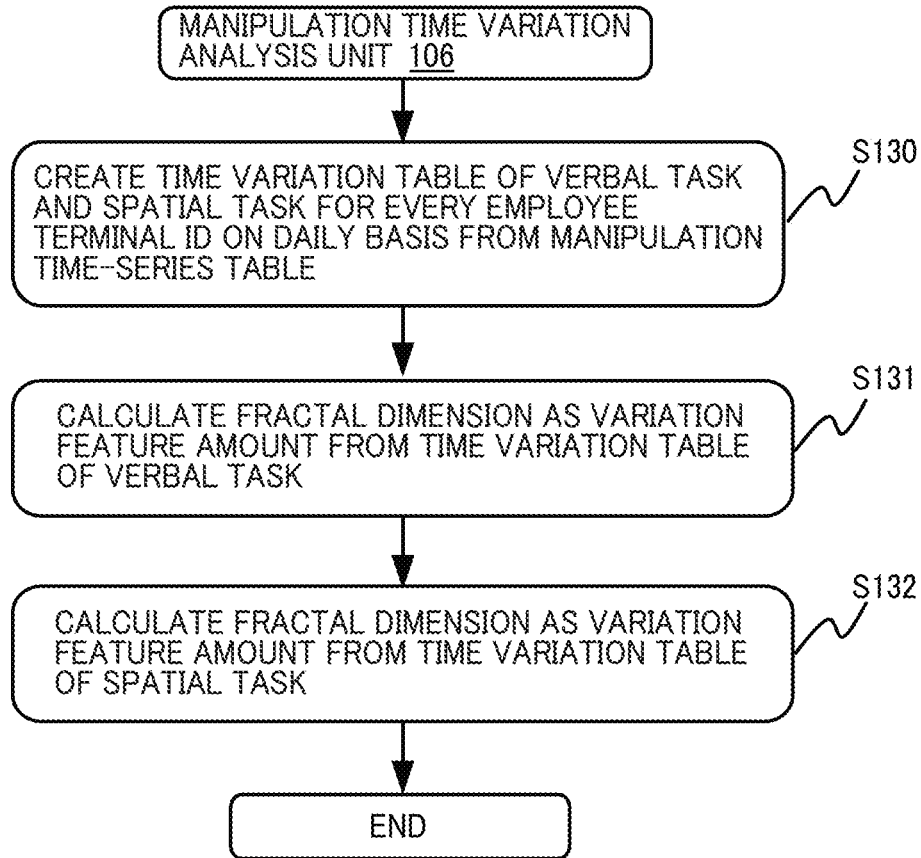 MANIPULATION TIME VARIATION
ANALYSIS UNIT 106
S130
CREATE TIME VARIATION TABLE OF VERBAL TASK
AND SPATIAL TASK FOR EVERY EMPLOYEE
TERMINAL ID ON DAILY BASIS FROM MANIPULATION
TIME-SERIES TABLE
S131
CALCULATE FRACTAL DIMENSION AS VARIATION
FEATURE AMOUNT FROM TIME VARIATION TABLE
OF VERBAL TASK
S132
CALCULATE FRACTAL DIMENSION AS VARIATION
FEATURE AMOUNT FROM TIME VARIATION TABLE
OF SPATIAL TASK
END